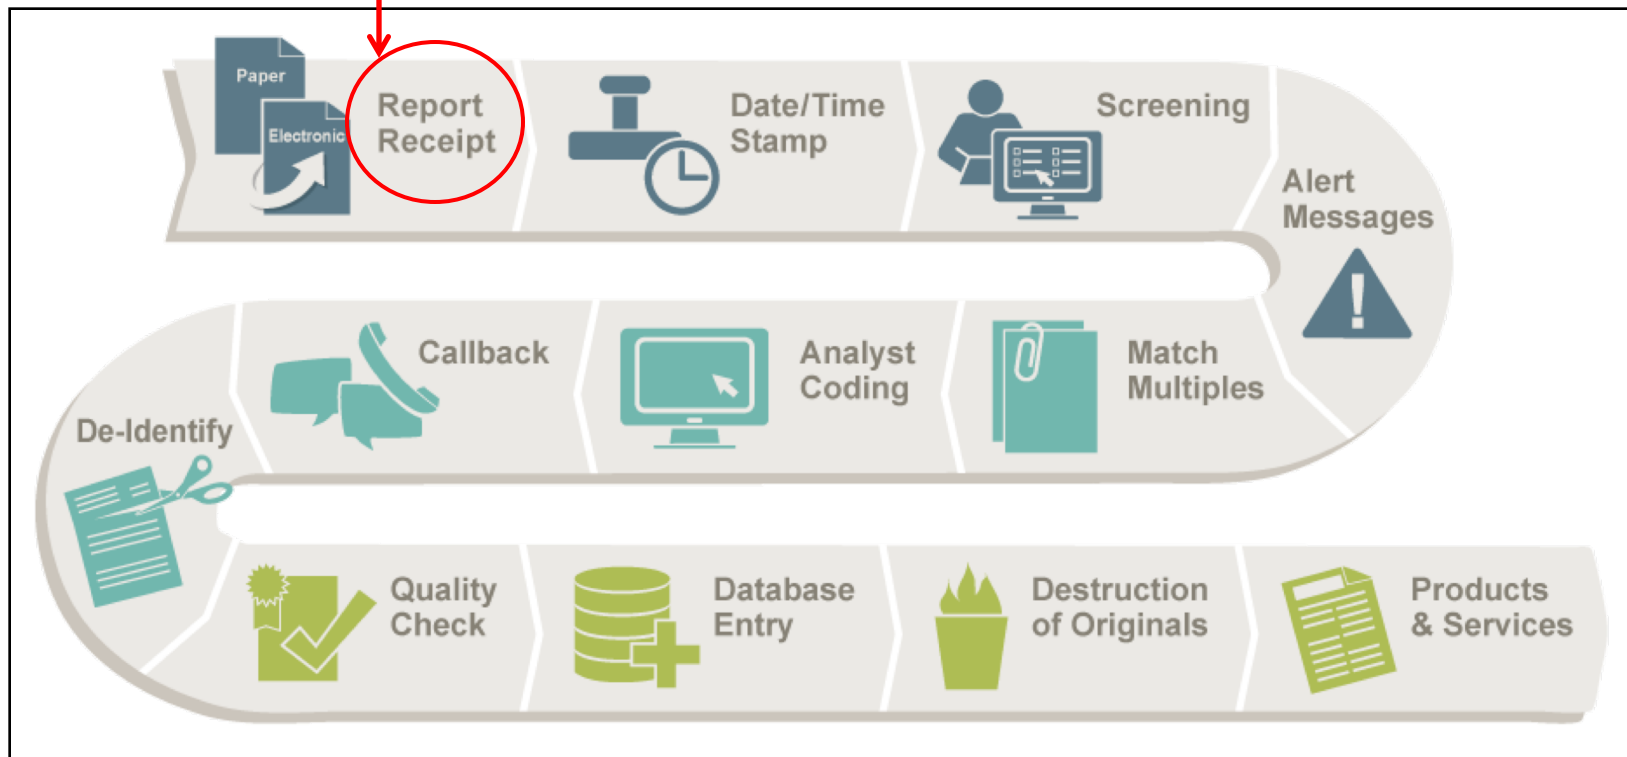 Paper
Electronic
Report
Receipt
Date/Time
Stamp
Screening
Alert
Messages
Match
Multiples
Analyst
Coding
Callback
De-Identify
Quality
Check
Database
Entry
Destruction
of Originals
Products
& Services